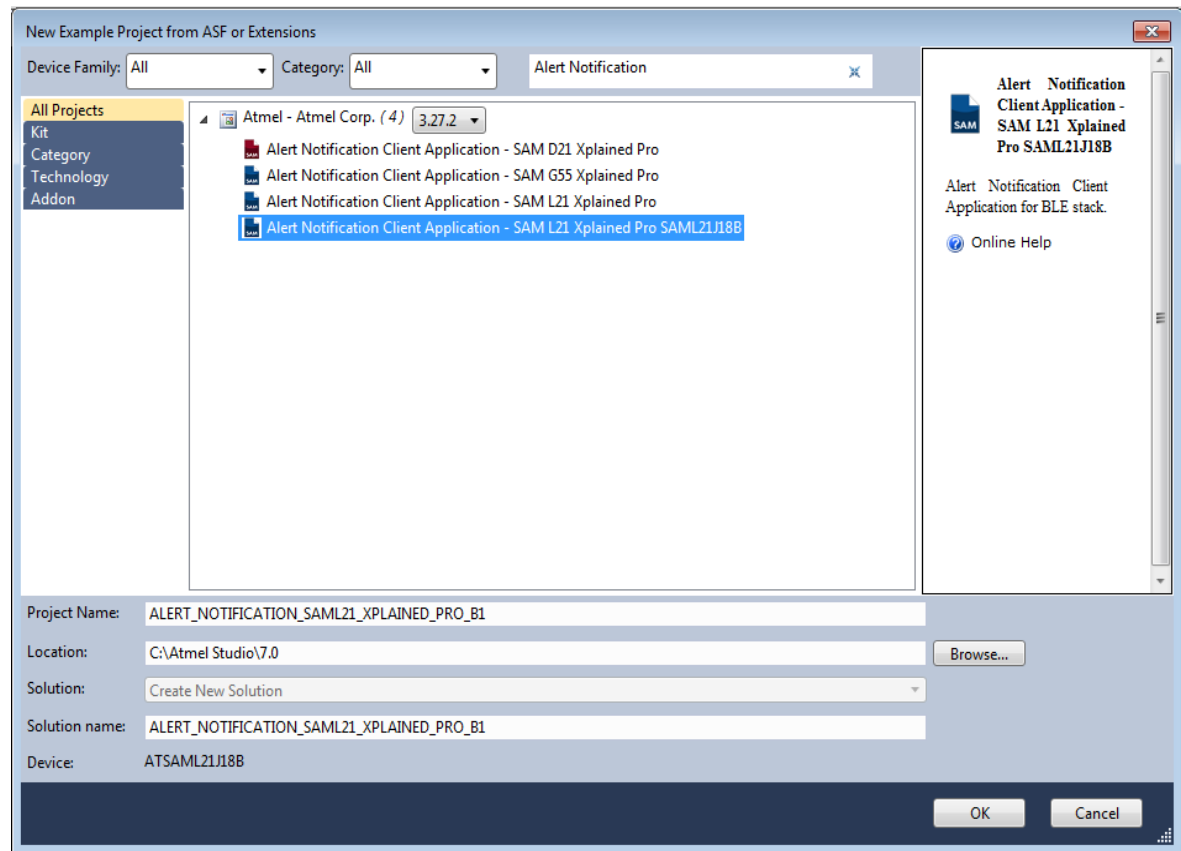 New Example Project from ASF or Extensions
Device Family: All Category: All Alert Notification
All Projects
Kit
Category
Technology
Addon
Atmel - Atmel Corp. (4) 3.27.2
SAM Alert Notification Client Application - SAM D21 Xplained Pro
SAM Alert Notification Client Application - SAM G55 Xplained Pro
SAM Alert Notification Client Application - SAM L21 Xplained Pro
SAM Alert Notification Client Application - SAM L21 Xplained Pro SAML21J18B
SAM
Alert Notification
Client Application -
SAM L21 Xplained
Pro SAML21J18B
Alert Notification Client
Application for BLE stack.
Online Help
Project Name: ALERT_NOTIFICATION_SAML21_XPLAINED_PRO_B1
Location: C:\Atmel Studio\7.0 Browse...
Solution: Create New Solution
Solution name: ALERT_NOTIFICATION_SAML21_XPLAINED_PRO_B1
Device: ATSAML21J18B
OK Cancel